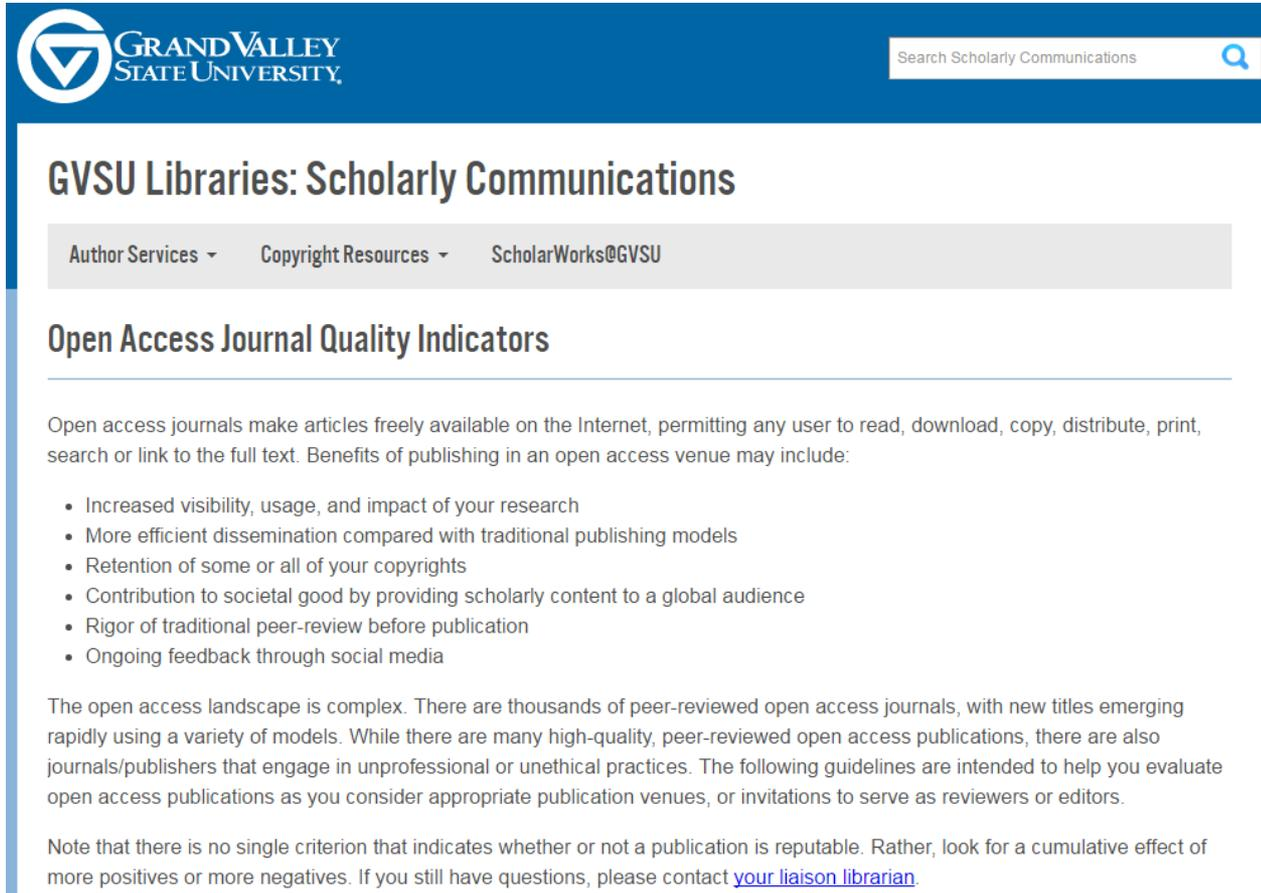 GRAND VALLEY
STATE UNIVERSITY.
Search Scholarly Communications
GVSU Libraries: Scholarly Communications
Author Services Copyright Resources ScholarWorks@GVSU
Open Access Journal Quality Indicators
Open access journals make articles freely available on the Internet, permitting any user to read, download, copy, distribute, print,
search or link to the full text. Benefits of publishing in an open access venue may include:
• Increased visibility, usage, and impact of your research
• More efficient dissemination compared with traditional publishing models
• Retention of some or all of your copyrights
• Contribution to societal good by providing scholarly content to a global audience
• Rigor of traditional peer-review before publication
• Ongoing feedback through social media
The open access landscape is complex. There are thousands of peer-reviewed open access journals, with new titles emerging
rapidly using a variety of models. While there are many high-quality, peer-reviewed open access publications, there are also
journals/publishers that engage in unprofessional or unethical practices. The following guidelines are intended to help you evaluate
open access publications as you consider appropriate publication venues, or invitations to serve as reviewers or editors.
Note that there is no single criterion that indicates whether or not a publication is reputable. Rather, look for a cumulative effect of
more positives or more negatives. If you still have questions, please contact your liaison librarian.